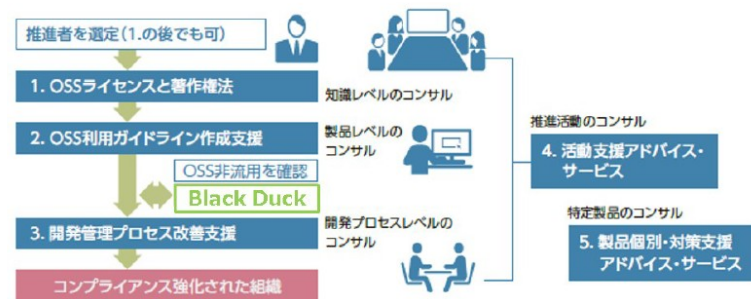 推進者を選定(1.の後でも可)
1. OSSライセンスと著作権法
知識レベルのコンサル
2. OSS利用ガイドライン作成支援
製品レベルの
コンサル
OSS非流用を確認
Black Duck
3. 開発管理プロセス改善支援
開発プロセスレベルの
コンサル
コンプライアンス強化された組織
推進活動のコンサル
4. 活動支援アドバイス・
サービス
特定製品のコンサル
5. 製品個別・対策支援
アドバイス・サービス